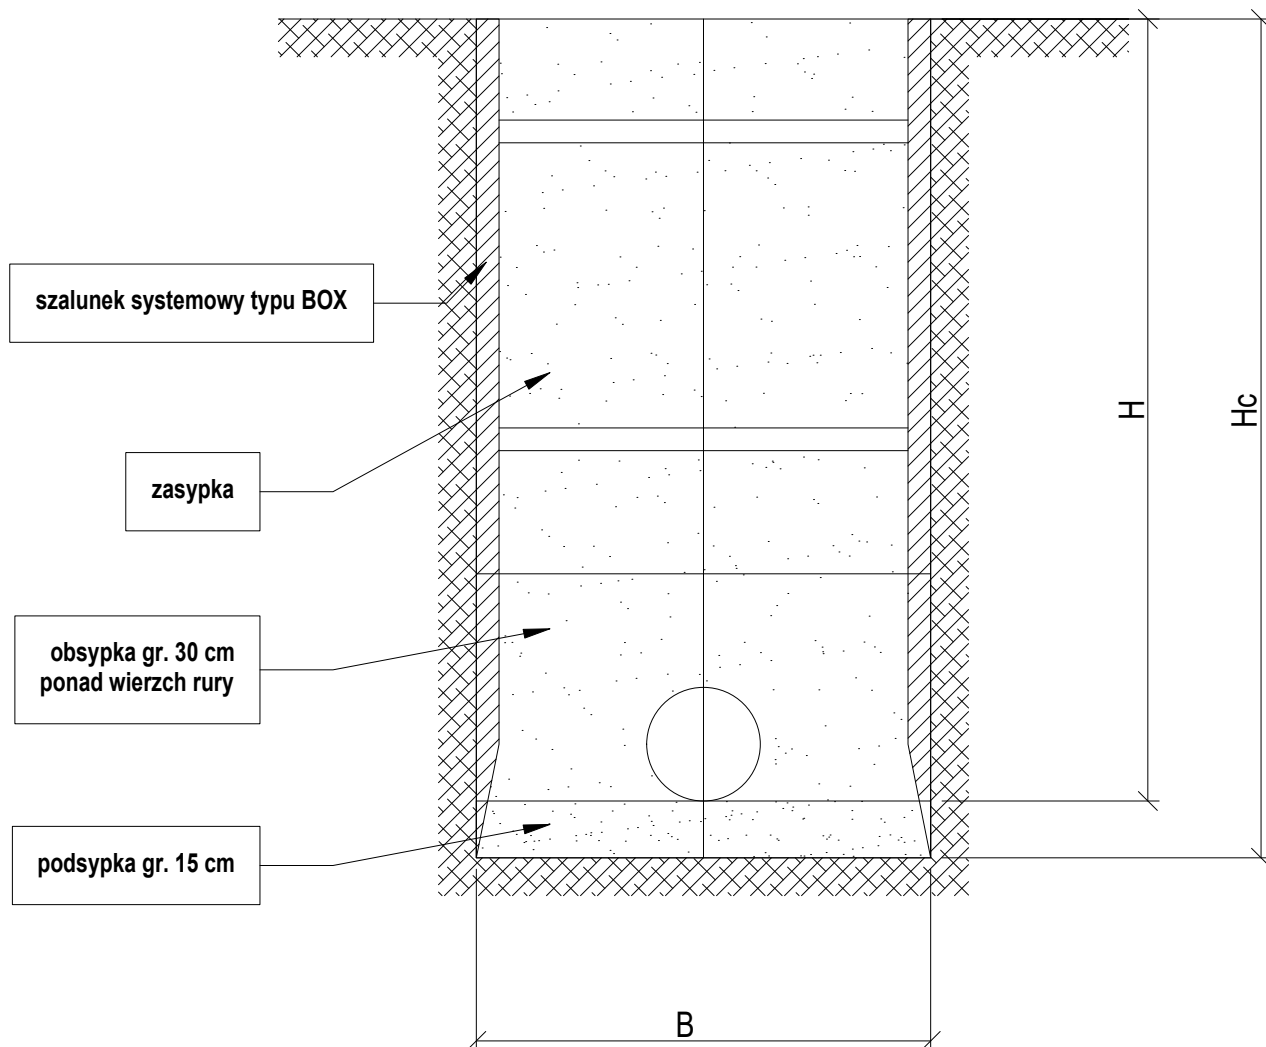 szalunek systemowy typu BOX
zasypka
obsypka gr. 30 cm
ponad wierzch rury
podsypka gr. 15 cm
H
Hc
B